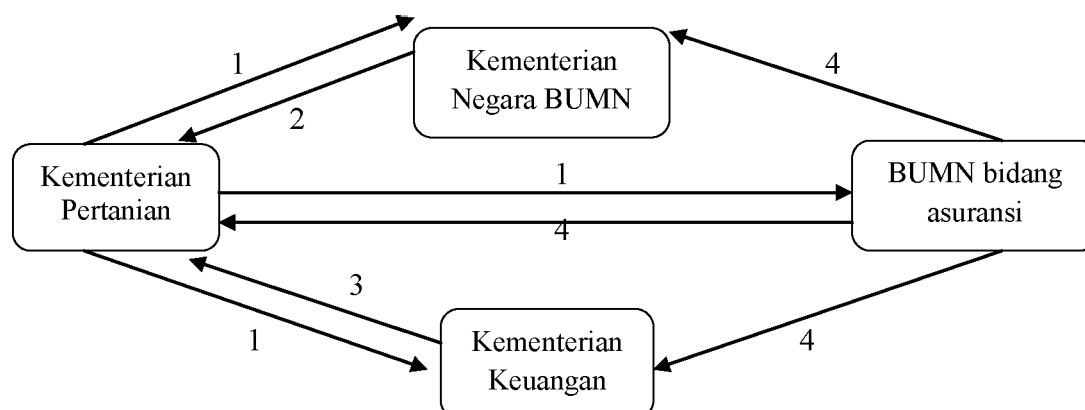 1
Kementerian
Negara BUMN
4
2
Kementerian
Pertanian
1
BUMN bidang
asuransi
4
3
1
Kementerian
Keuangan
4